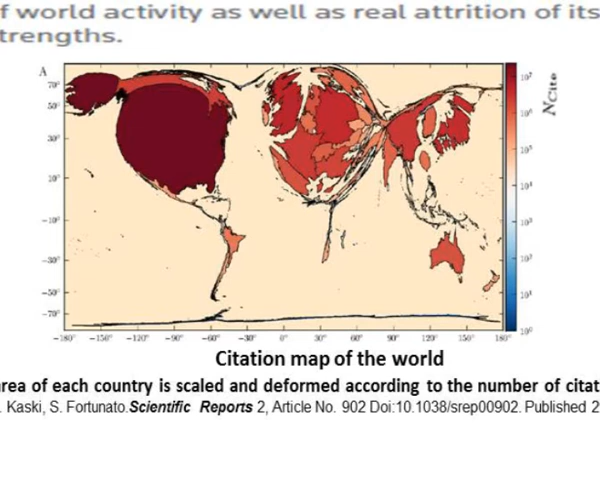 f world activity as well as real attrition of its
trengths.
A
N Cite
70°
50°
30°
10°
-10°
-30°
-50°
-70°
10⁷
10⁶
10⁵
10⁴
10³
10²
10¹
10⁰
-180° -150° -120° -90° -60° -30° 0° 30° 60° 90° 120° 150° 180°
Citation map of the world
rea of each country is scaled and deformed according to the number of citat
. Kaski, S. Fortunato.Scientific Reports 2, Article No. 902 Doi:10.1038/srep00902. Published 2